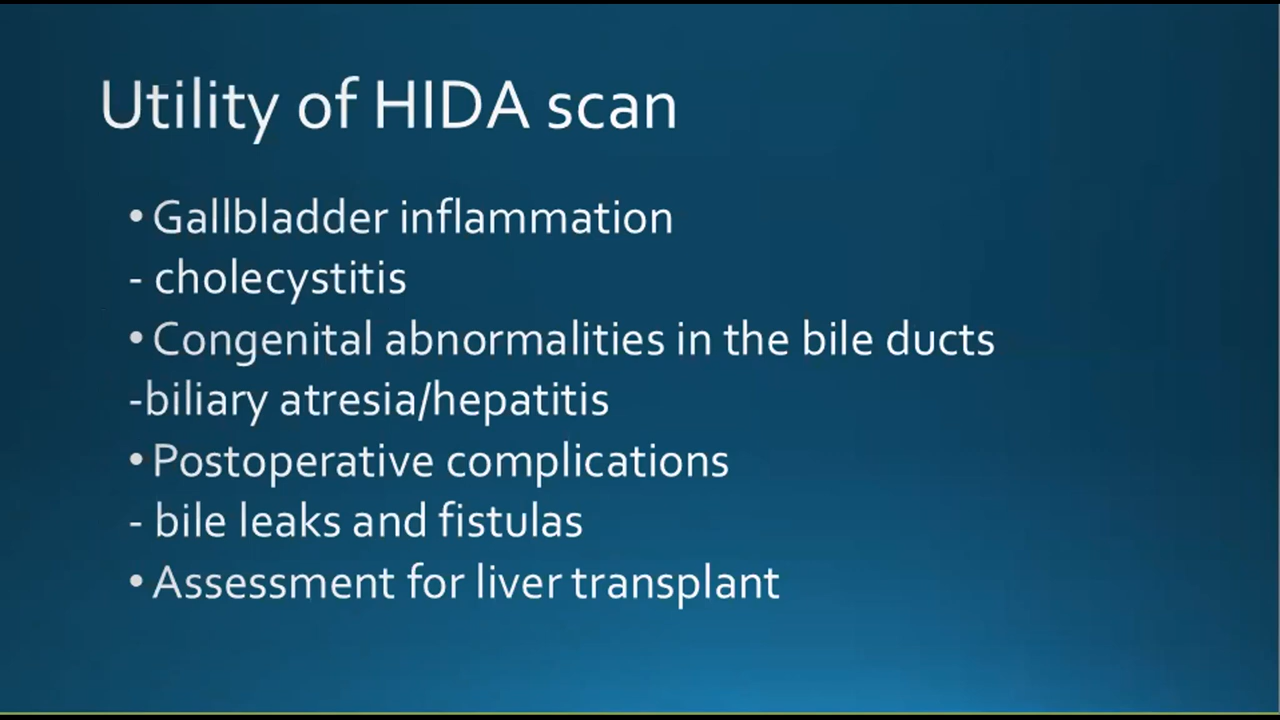 Utility of HIDA scan
• Gallbladder inflammation
- cholecystitis
• Congenital abnormalities in the bile ducts
-biliary atresia/hepatitis
• Postoperative complications
- bile leaks and fistulas
• Assessment for liver transplant